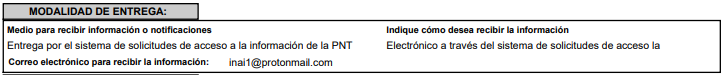 MODALIDAD DE ENTREGA:
Medio para recibir información o notificaciones
Indique cómo desea recibir la información
Entrega por el sistema de solicitudes de acceso a la información de la PNT
Electrónico a través del sistema de solicitudes de acceso la
Correo electrónico para recibir la información: inai1@protonmail.com